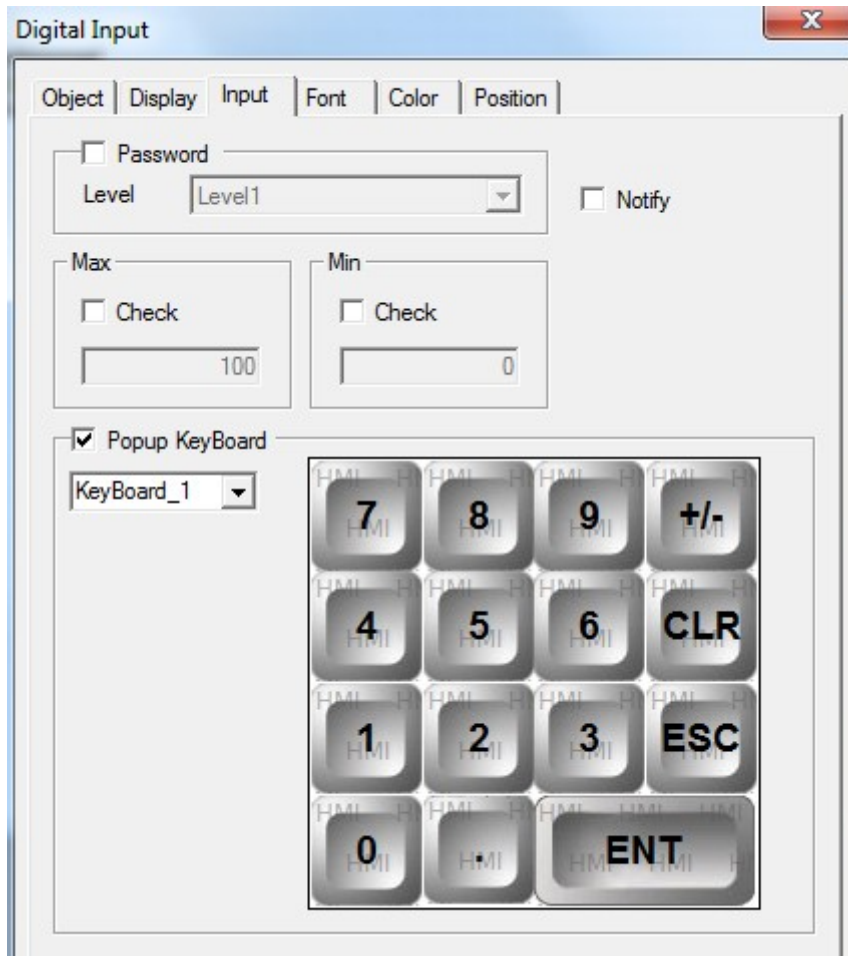 Digital Input
Object Display Input Font Color Position
Password
Level Level1
Notify
Max Min
Check Check
100 0
Popup KeyBoard
KeyBoard_1
7 8 9 +/-
4 5 6 CLR
1 2 3 ESC
0 . ENT
HMI